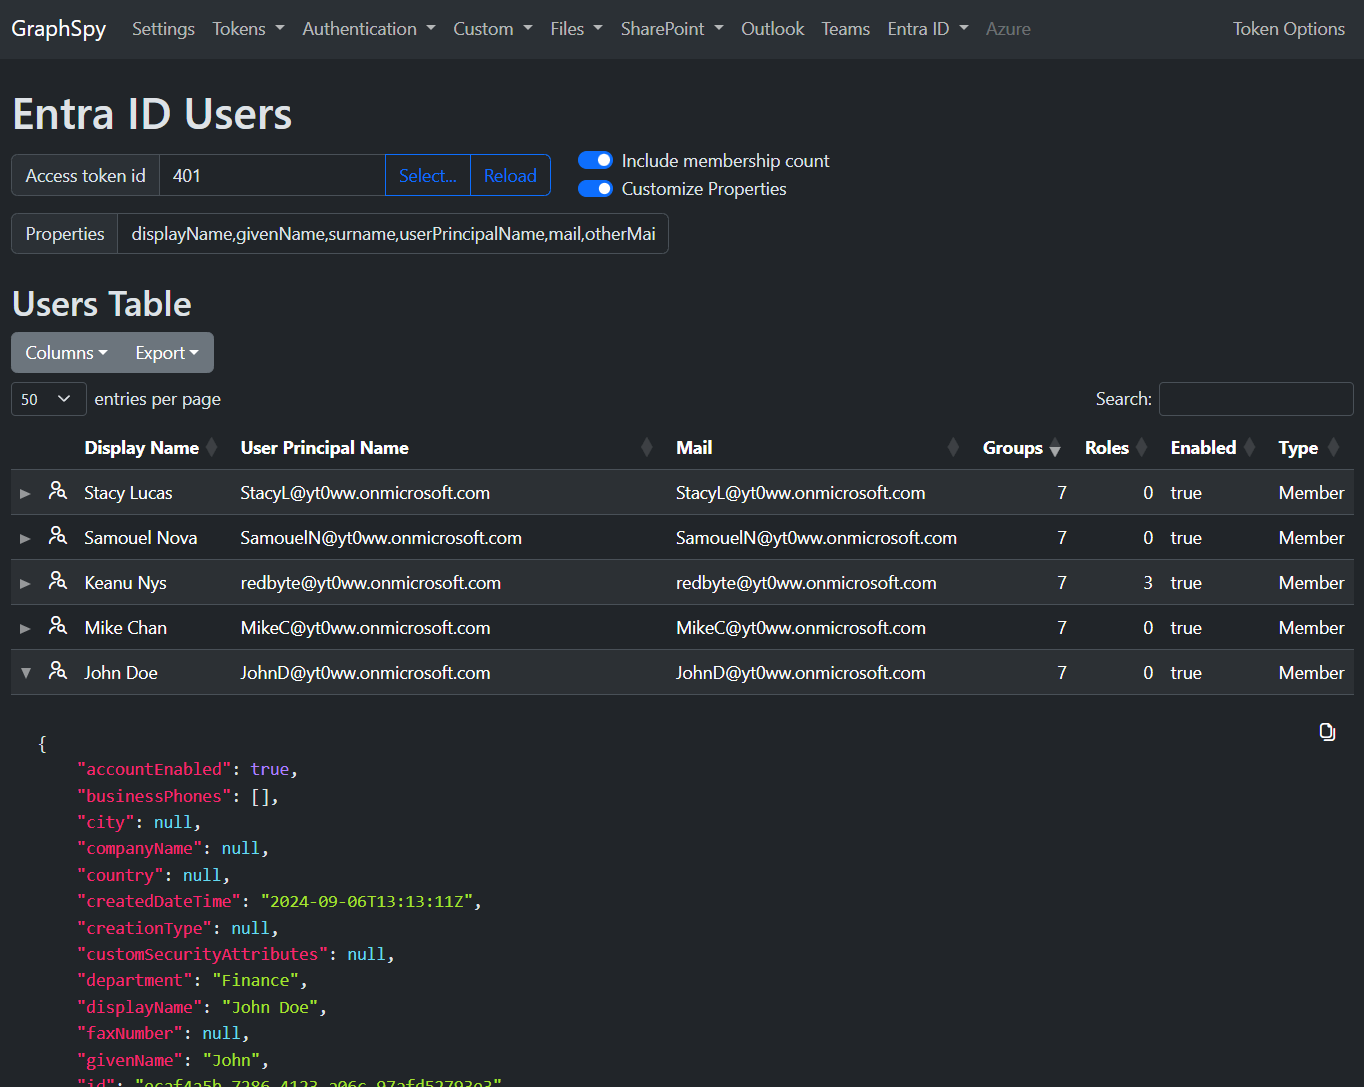 GraphSpy Settings Tokens Authentication Custom Files SharePoint Outlook Teams Entra ID Azure Token Options
Entra ID Users
Access token id 401 Select... Reload
Include membership count
Customize Properties
Properties displayName,givenName,surname,userPrincipalName,mail,otherMai
Users Table
Columns Export
50 entries per page Search:
Display Name User Principal Name Mail Groups Roles Enabled Type
Stacy Lucas StacyL@yt0ww.onmicrosoft.com StacyL@yt0ww.onmicrosoft.com 7 0 true Member
Samouel Nova SamouelN@yt0ww.onmicrosoft.com SamouelN@yt0ww.onmicrosoft.com 7 0 true Member
Keanu Nys redbyte@yt0ww.onmicrosoft.com redbyte@yt0ww.onmicrosoft.com 7 3 true Member
Mike Chan MikeC@yt0ww.onmicrosoft.com MikeC@yt0ww.onmicrosoft.com 7 0 true Member
John Doe JohnD@yt0ww.onmicrosoft.com JohnD@yt0ww.onmicrosoft.com 7 0 true Member
{
"accountEnabled": true,
"businessPhones": [],
"city": null,
"companyName": null,
"country": null,
"createdDateTime": "2024-09-06T13:13:11Z",
"creationType": null,
"customSecurityAttributes": null,
"department": "Finance",
"displayName": "John Doe",
"faxNumber": null,
"givenName": "John",
"id":